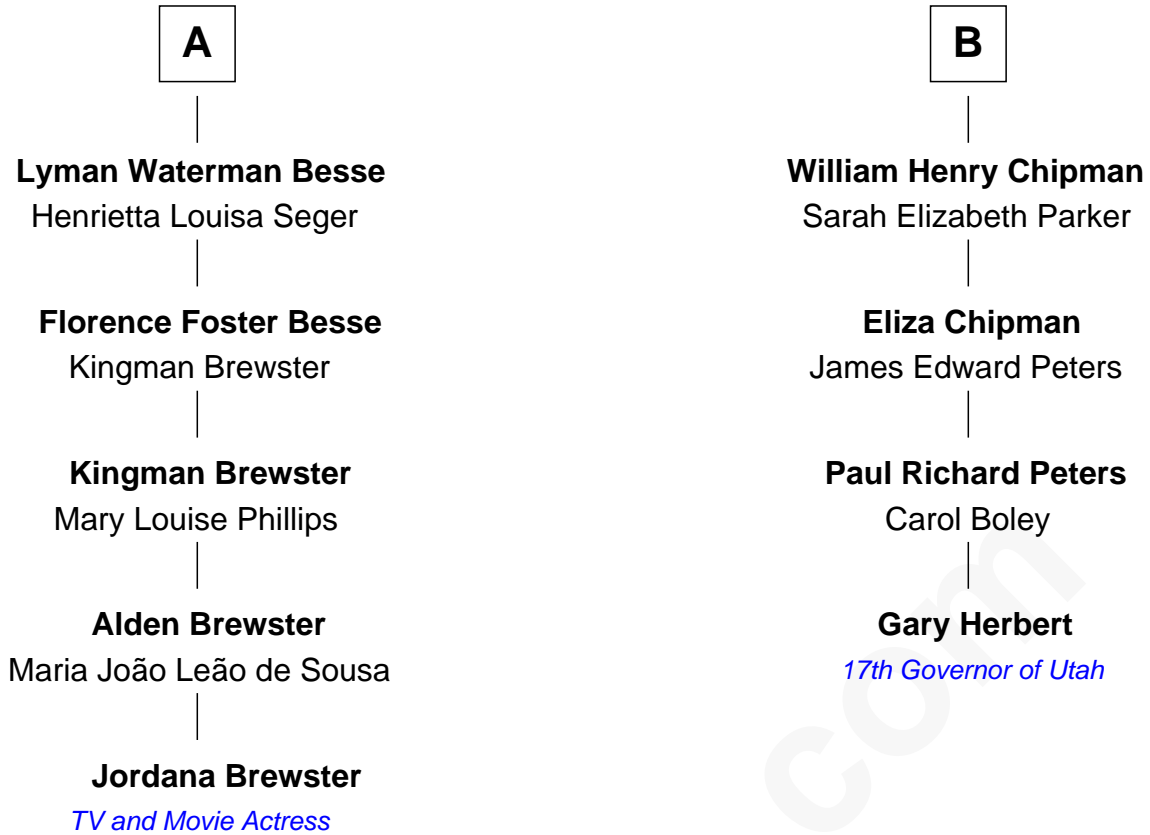 A
Lyman Waterman Besse
Henrietta Louisa Seger
Florence Foster Besse
Kingman Brewster
Kingman Brewster
Mary Louise Phillips
Alden Brewster
Maria João Leão de Sousa
Jordana Brewster
TV and Movie Actress
B
William Henry Chipman
Sarah Elizabeth Parker
Eliza Chipman
James Edward Peters
Paul Richard Peters
Carol Boley
Gary Herbert
17th Governor of Utah
com